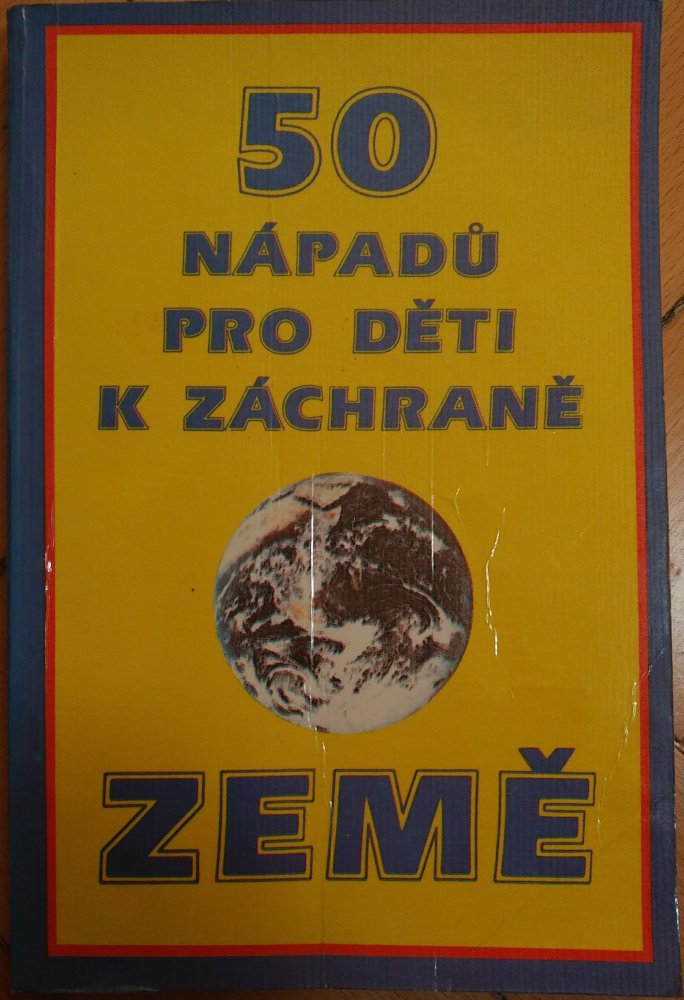 50
NÁPADŮ
PRO DĚTI
K ZÁCHRANĚ
ZEMĚ